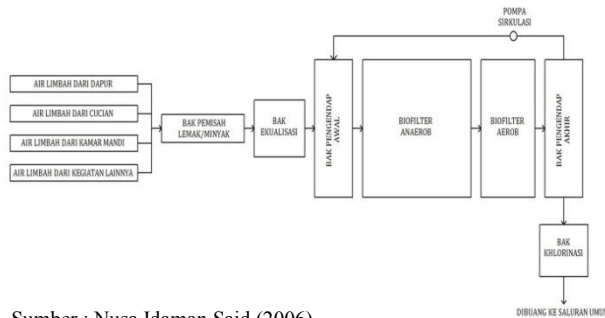 POMPA
SIRKULASI
AIR LIMBAH DARI DAPUR
AIR LIMBAH DARI CUCIAN
AIR LIMBAH DARI KAMAR MANDI
AIR LIMBAH DARI KEGIATAN LAINNYA
BAK PEMISAH
LEMAK/MINYAK
BAK
EKUALISASI
BAK PENGENDAP
AWAL
BIOFILTER
ANAEROB
BIOFILTER
AEROB
BAK PENGENDAP
AKHIR
BAK
KHLORINASI
DIBUANG KE SALURAN UMUM
Sumber : Nusa Idaman Said (2006)